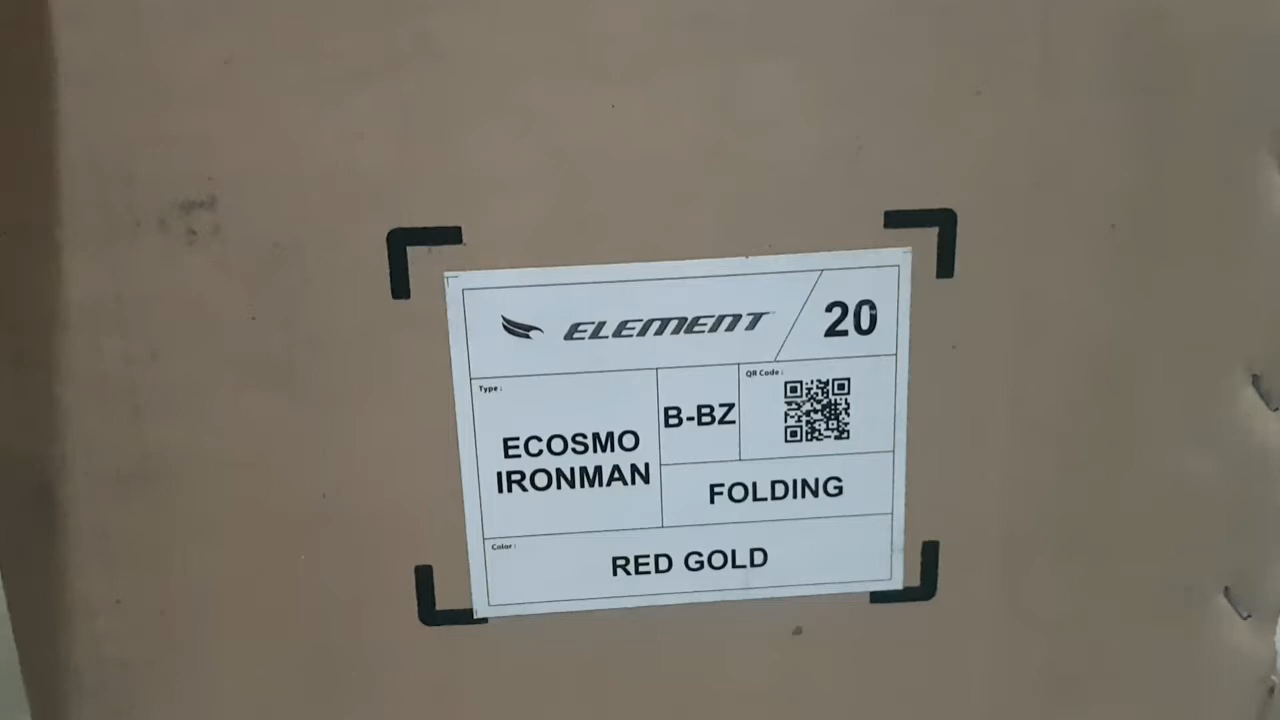 ELEMENT
20
Type :
ECOSMO
IRONMAN
B-BZ
QR Code :
FOLDING
Color :
RED GOLD